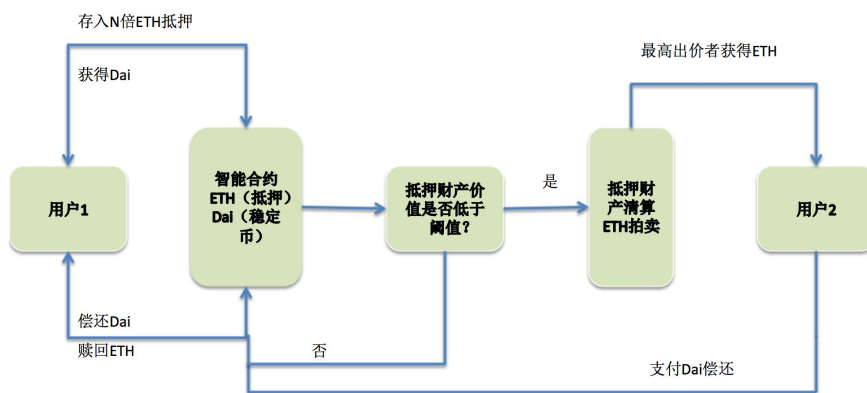 存入N倍ETH抵押
获得Dai
最高出价者获得ETH
用户1
智能合约
ETH（抵押）
Dai（稳定
币）
抵押财产价
值是否低于
阈值？
是
抵押财
产清算
ETH拍卖
用户2
偿还Dai
赎回ETH
否
支付Dai偿还